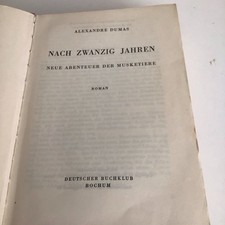 ALEXANDRE DUMAS
NACH ZWANZIG JAHREN
NEUE ABENTEUER DER MUSKETIERE
ROMAN
DEUTSCHER BUCHKLUB
BOCHUM